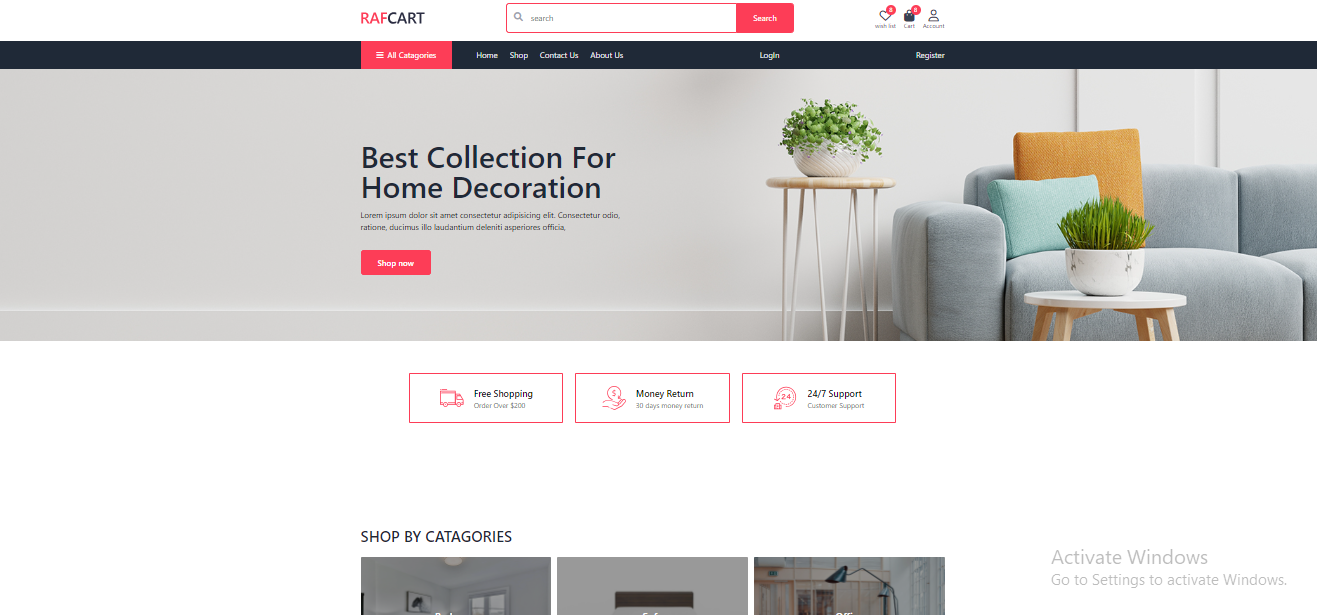 RAFCART
search
Search
8
8
wish list
Cart
Account
All Catagories
Home
Shop
Contact Us
About Us
LogIn
Register
Best Collection For
Home Decoration
Lorem ipsum dolor sit amet consectetur adipisicing elit. Consectetur odio,
ratione, ducimus illo laudantium deleniti asperiores officia,
Shop now
Free Shopping
Order Over $200
$
Money Return
30 days money return
24
24/7 Support
Customer Support
SHOP BY CATAGORIES
Activate Windows
Go to Settings to activate Windows.